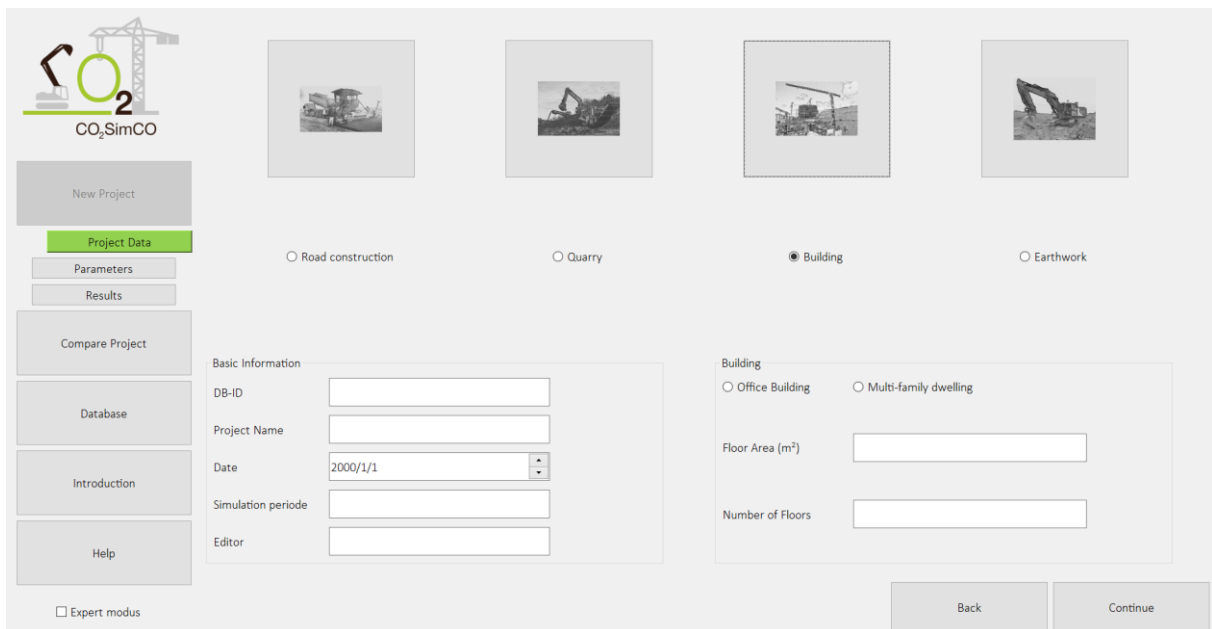 CO2
CO₂SimCO
New Project
Project Data
Parameters
Results
Compare Project
Database
Introduction
Help
Expert modus
Road construction
Quarry
Building
Earthwork
Basic Information
DB-ID
Project Name
Date
2000/1/1
Simulation periode
Editor
Building
Office Building
Multi-family dwelling
Floor Area (m²)
Number of Floors
Back
Continue